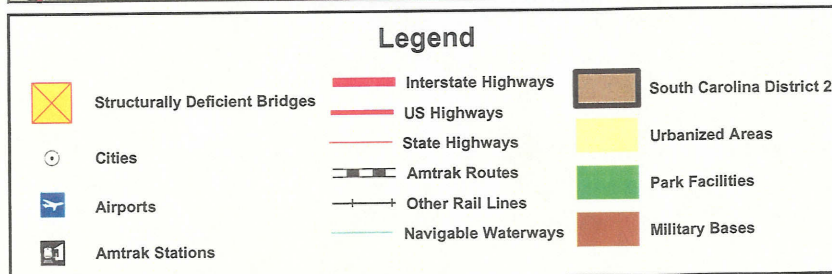 Legend
Structurally Deficient Bridges
Cities
Airports
Amtrak Stations
Interstate Highways
US Highways
State Highways
Amtrak Routes
Other Rail Lines
Navigable Waterways
South Carolina District 2
Urbanized Areas
Park Facilities
Military Bases